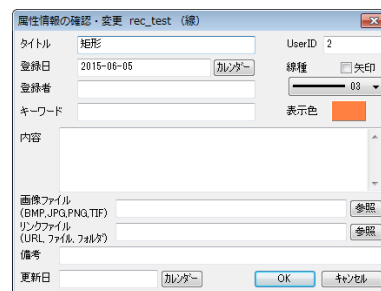 属性情報の確認・変更 rec_test （線）
タイトル 矩形 UserID 2
登録日 2015-06-05 カレンダー 線種 矢印
登録者 03
キーワード 表示色
内容
画像ファイル
(BMP,JPG,PNG,TIF) 参照
リンクファイル
(URL, ファイル, フォルダ) 参照
備考
更新日 カレンダー OK キャンセル